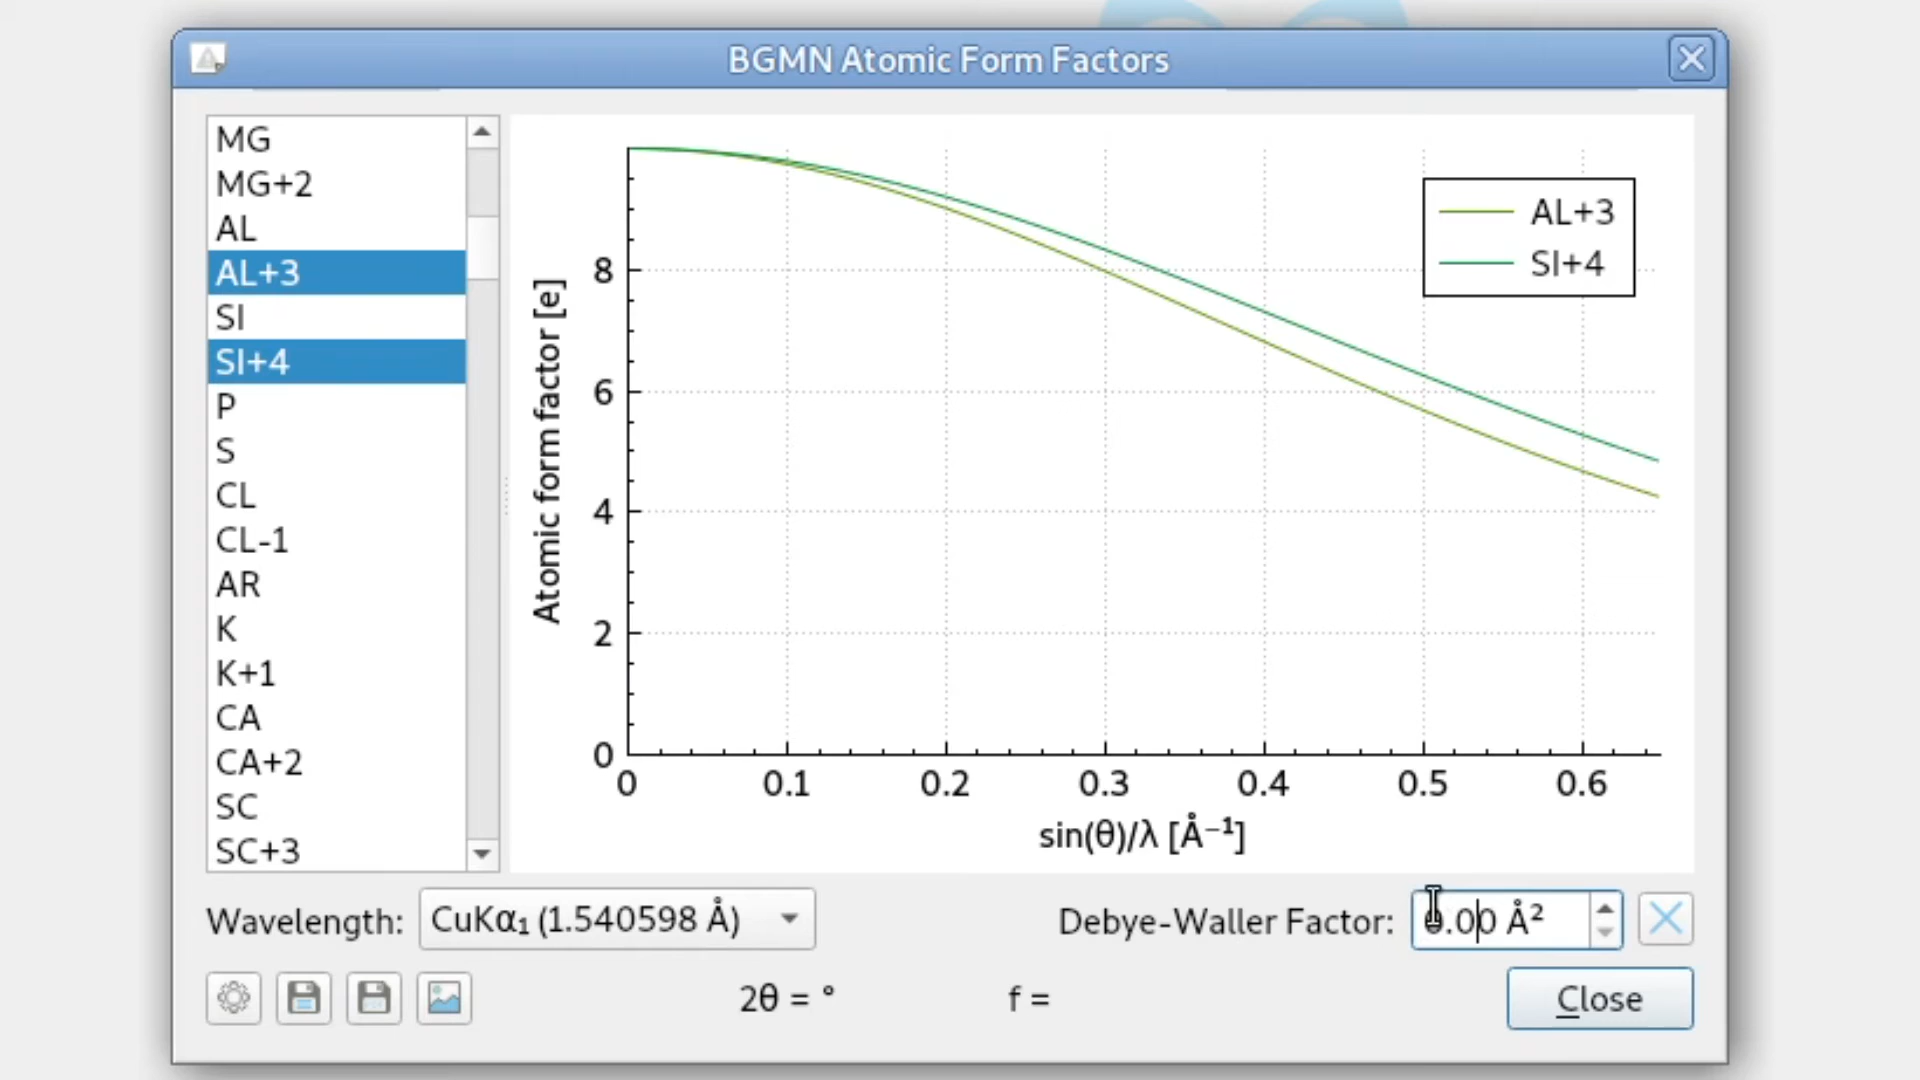 BGMN Atomic Form Factors
MG
MG+2
AL
AL+3
SI
SI+4
P
S
CL
CL-1
AR
K
K+1
CA
CA+2
SC
SC+3
Atomic form factor [e]
8
6
4
2
0
0 0.1 0.2 0.3 0.4 0.5 0.6
sin(θ)/λ [Å⁻¹]
AL+3
SI+4
Wavelength: CuKα₁ (1.540598 Å)
Debye-Waller Factor: 0.00 Å²
2θ = °
f =
Close